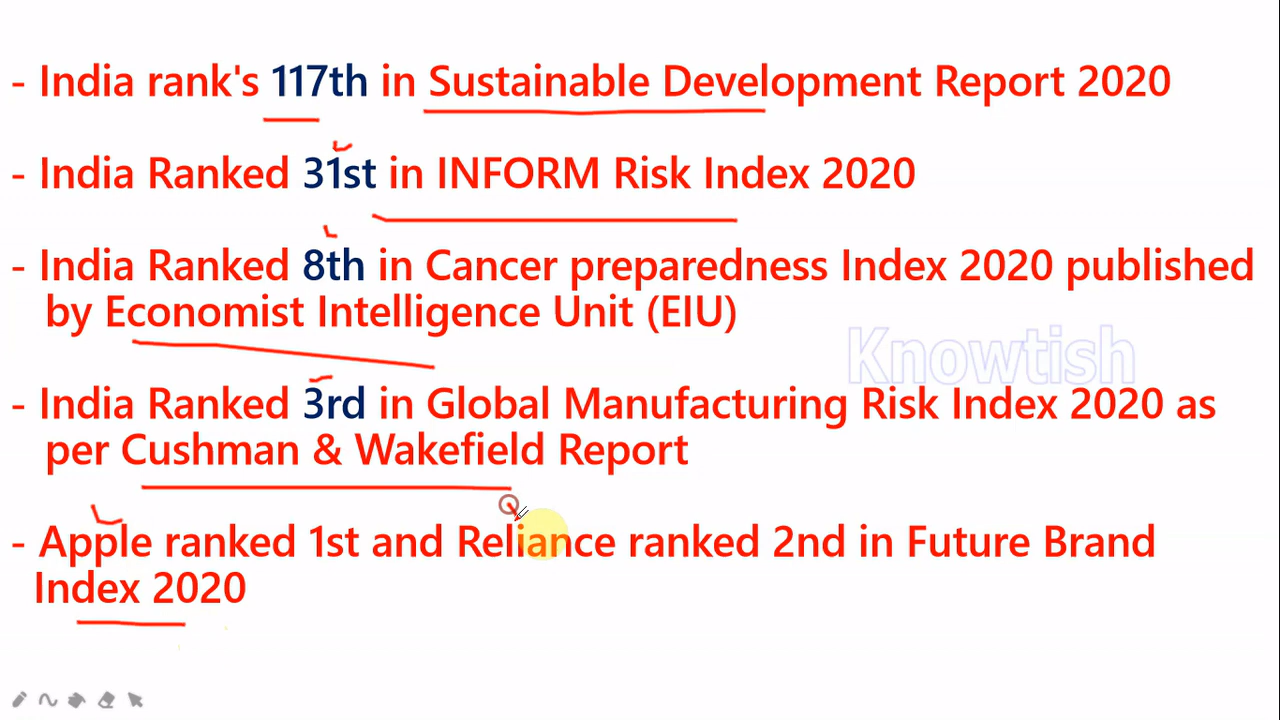 - India rank's 117th in Sustainable Development Report 2020
- India Ranked 31st in INFORM Risk Index 2020
- India Ranked 8th in Cancer preparedness Index 2020 published
by Economist Intelligence Unit (EIU)
Knowtish
- India Ranked 3rd in Global Manufacturing Risk Index 2020 as
per Cushman & Wakefield Report
- Apple ranked 1st and Reliance ranked 2nd in Future Brand
Index 2020